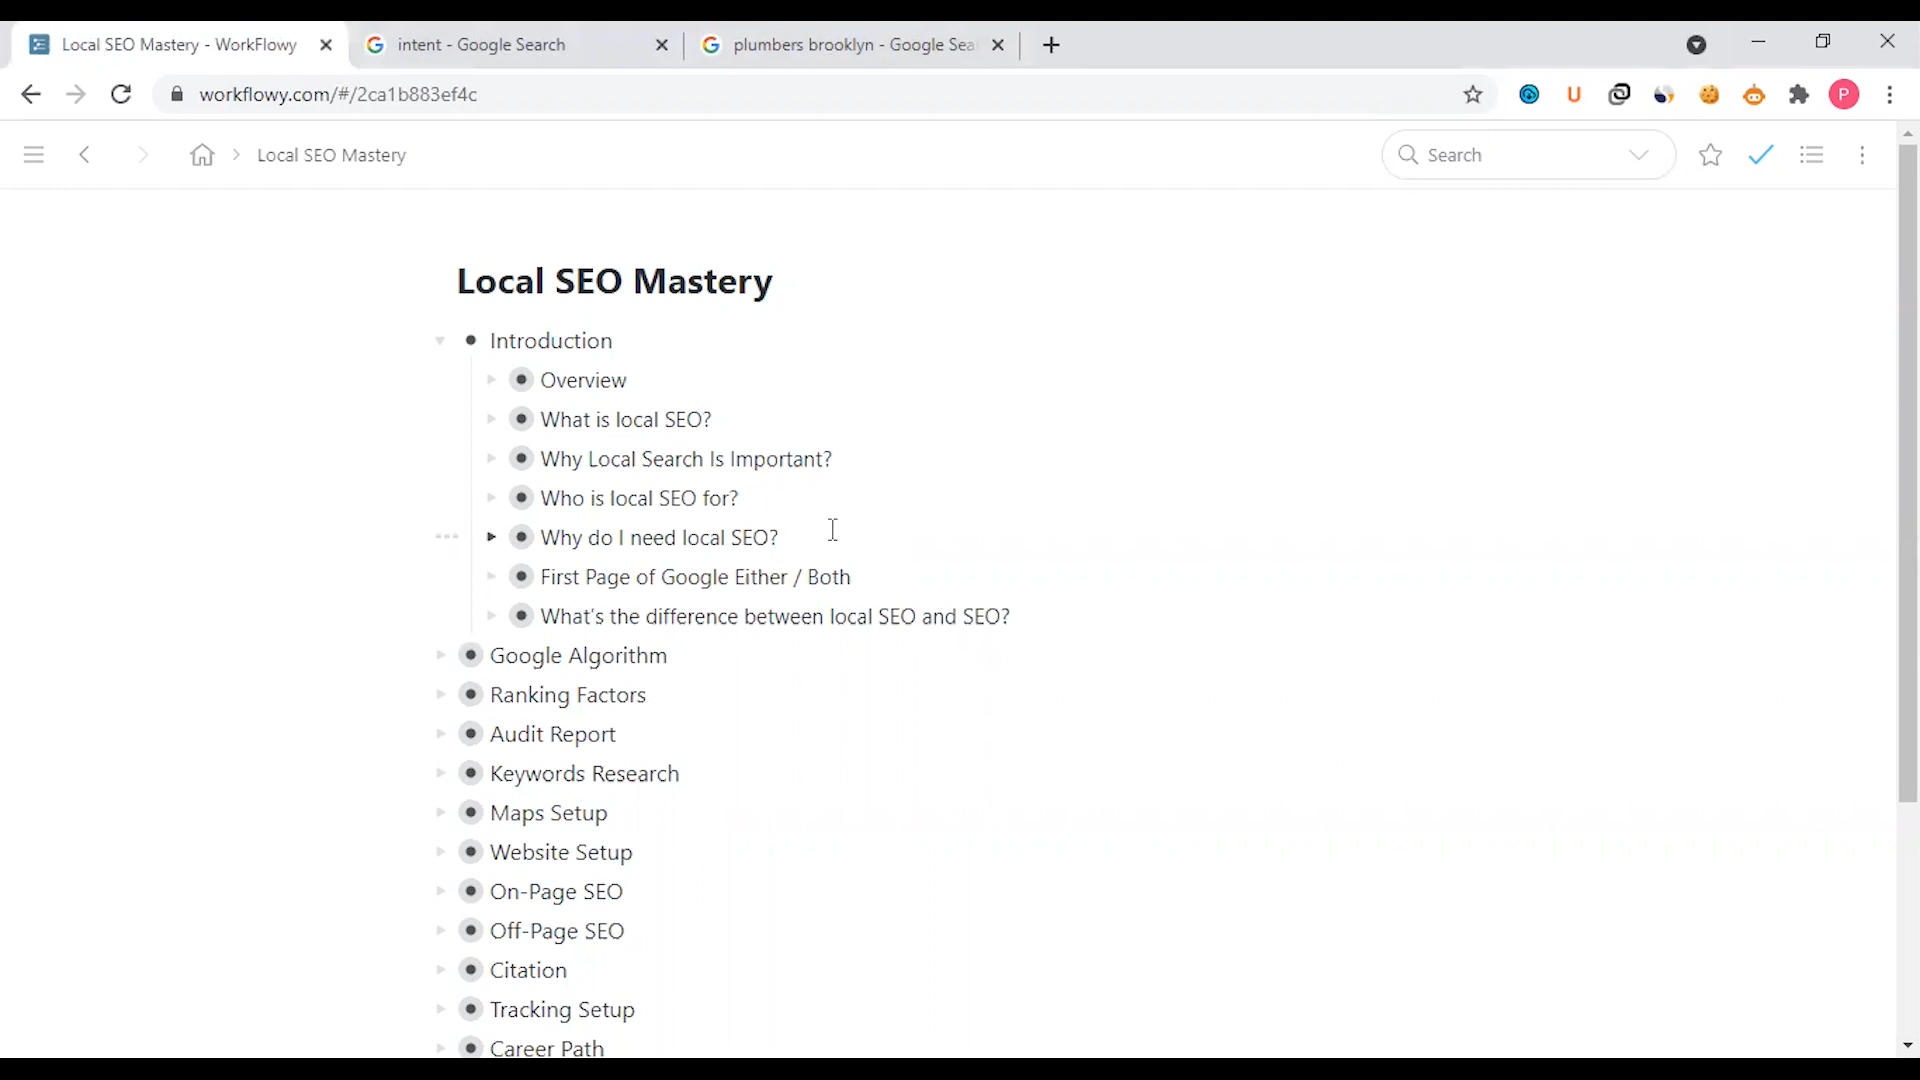 Local SEO Mastery - WorkFlowy
intent - Google Search
plumbers brooklyn - Google Sea
workflowy.com/#/2ca1b883ef4c
U
P
Local SEO Mastery
Search
Local SEO Mastery
Introduction
Overview
What is local SEO?
Why Local Search Is Important?
Who is local SEO for?
Why do I need local SEO?
First Page of Google Either / Both
What's the difference between local SEO and SEO?
Google Algorithm
Ranking Factors
Audit Report
Keywords Research
Maps Setup
Website Setup
On-Page SEO
Off-Page SEO
Citation
Tracking Setup
Career Path